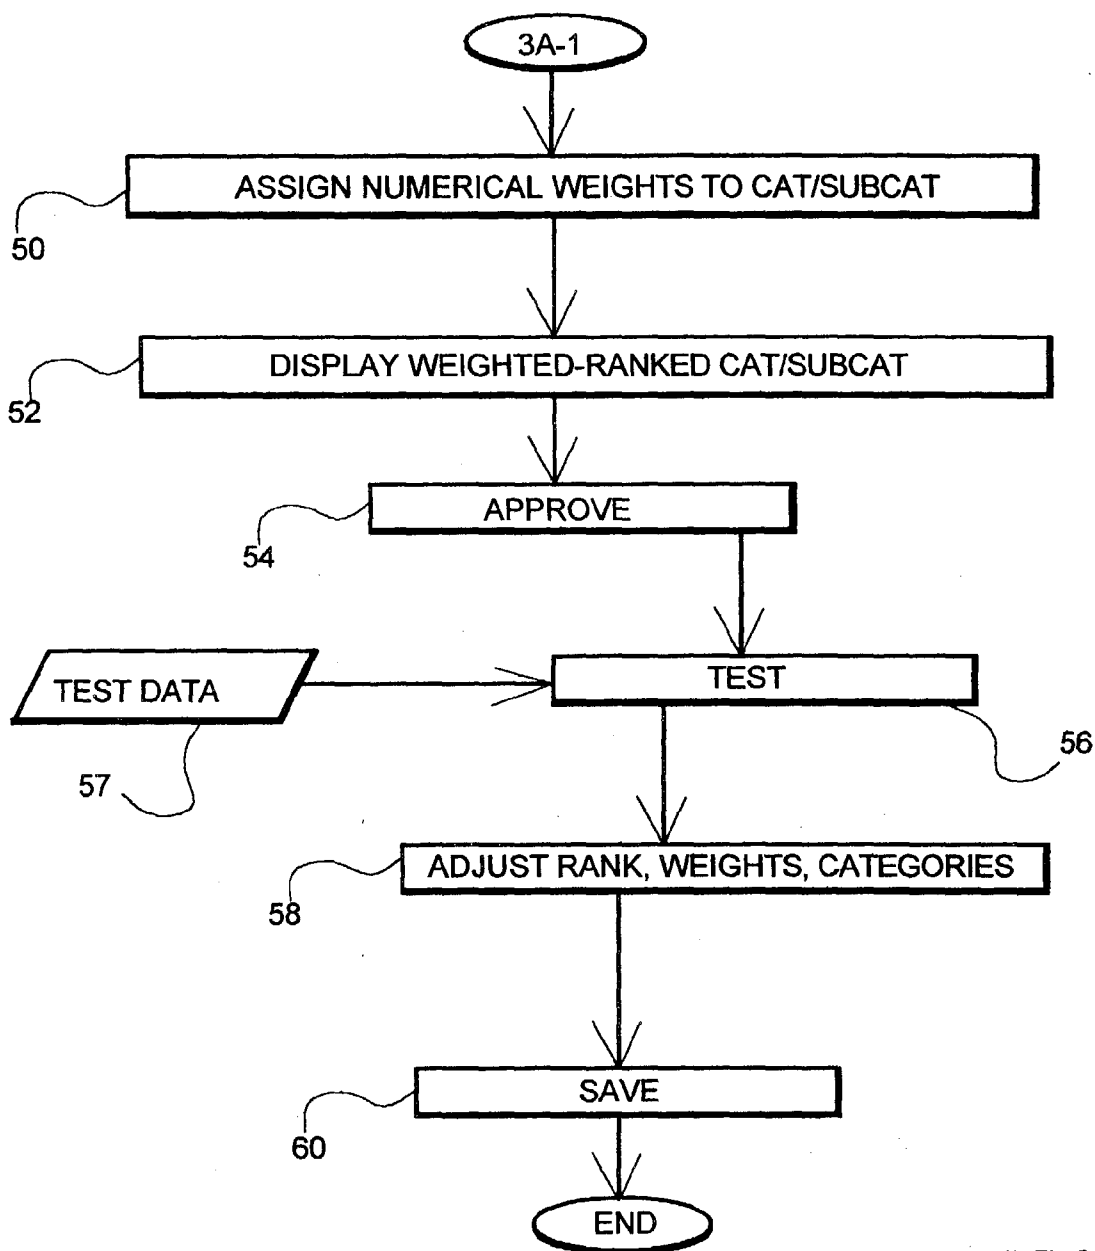 3A-1
ASSIGN NUMERICAL WEIGHTS TO CAT/SUBCAT
50
DISPLAY WEIGHTED-RANKED CAT/SUBCAT
52
APPROVE
54
TEST DATA
TEST
57
56
ADJUST RANK, WEIGHTS, CATEGORIES
58
SAVE
60
END